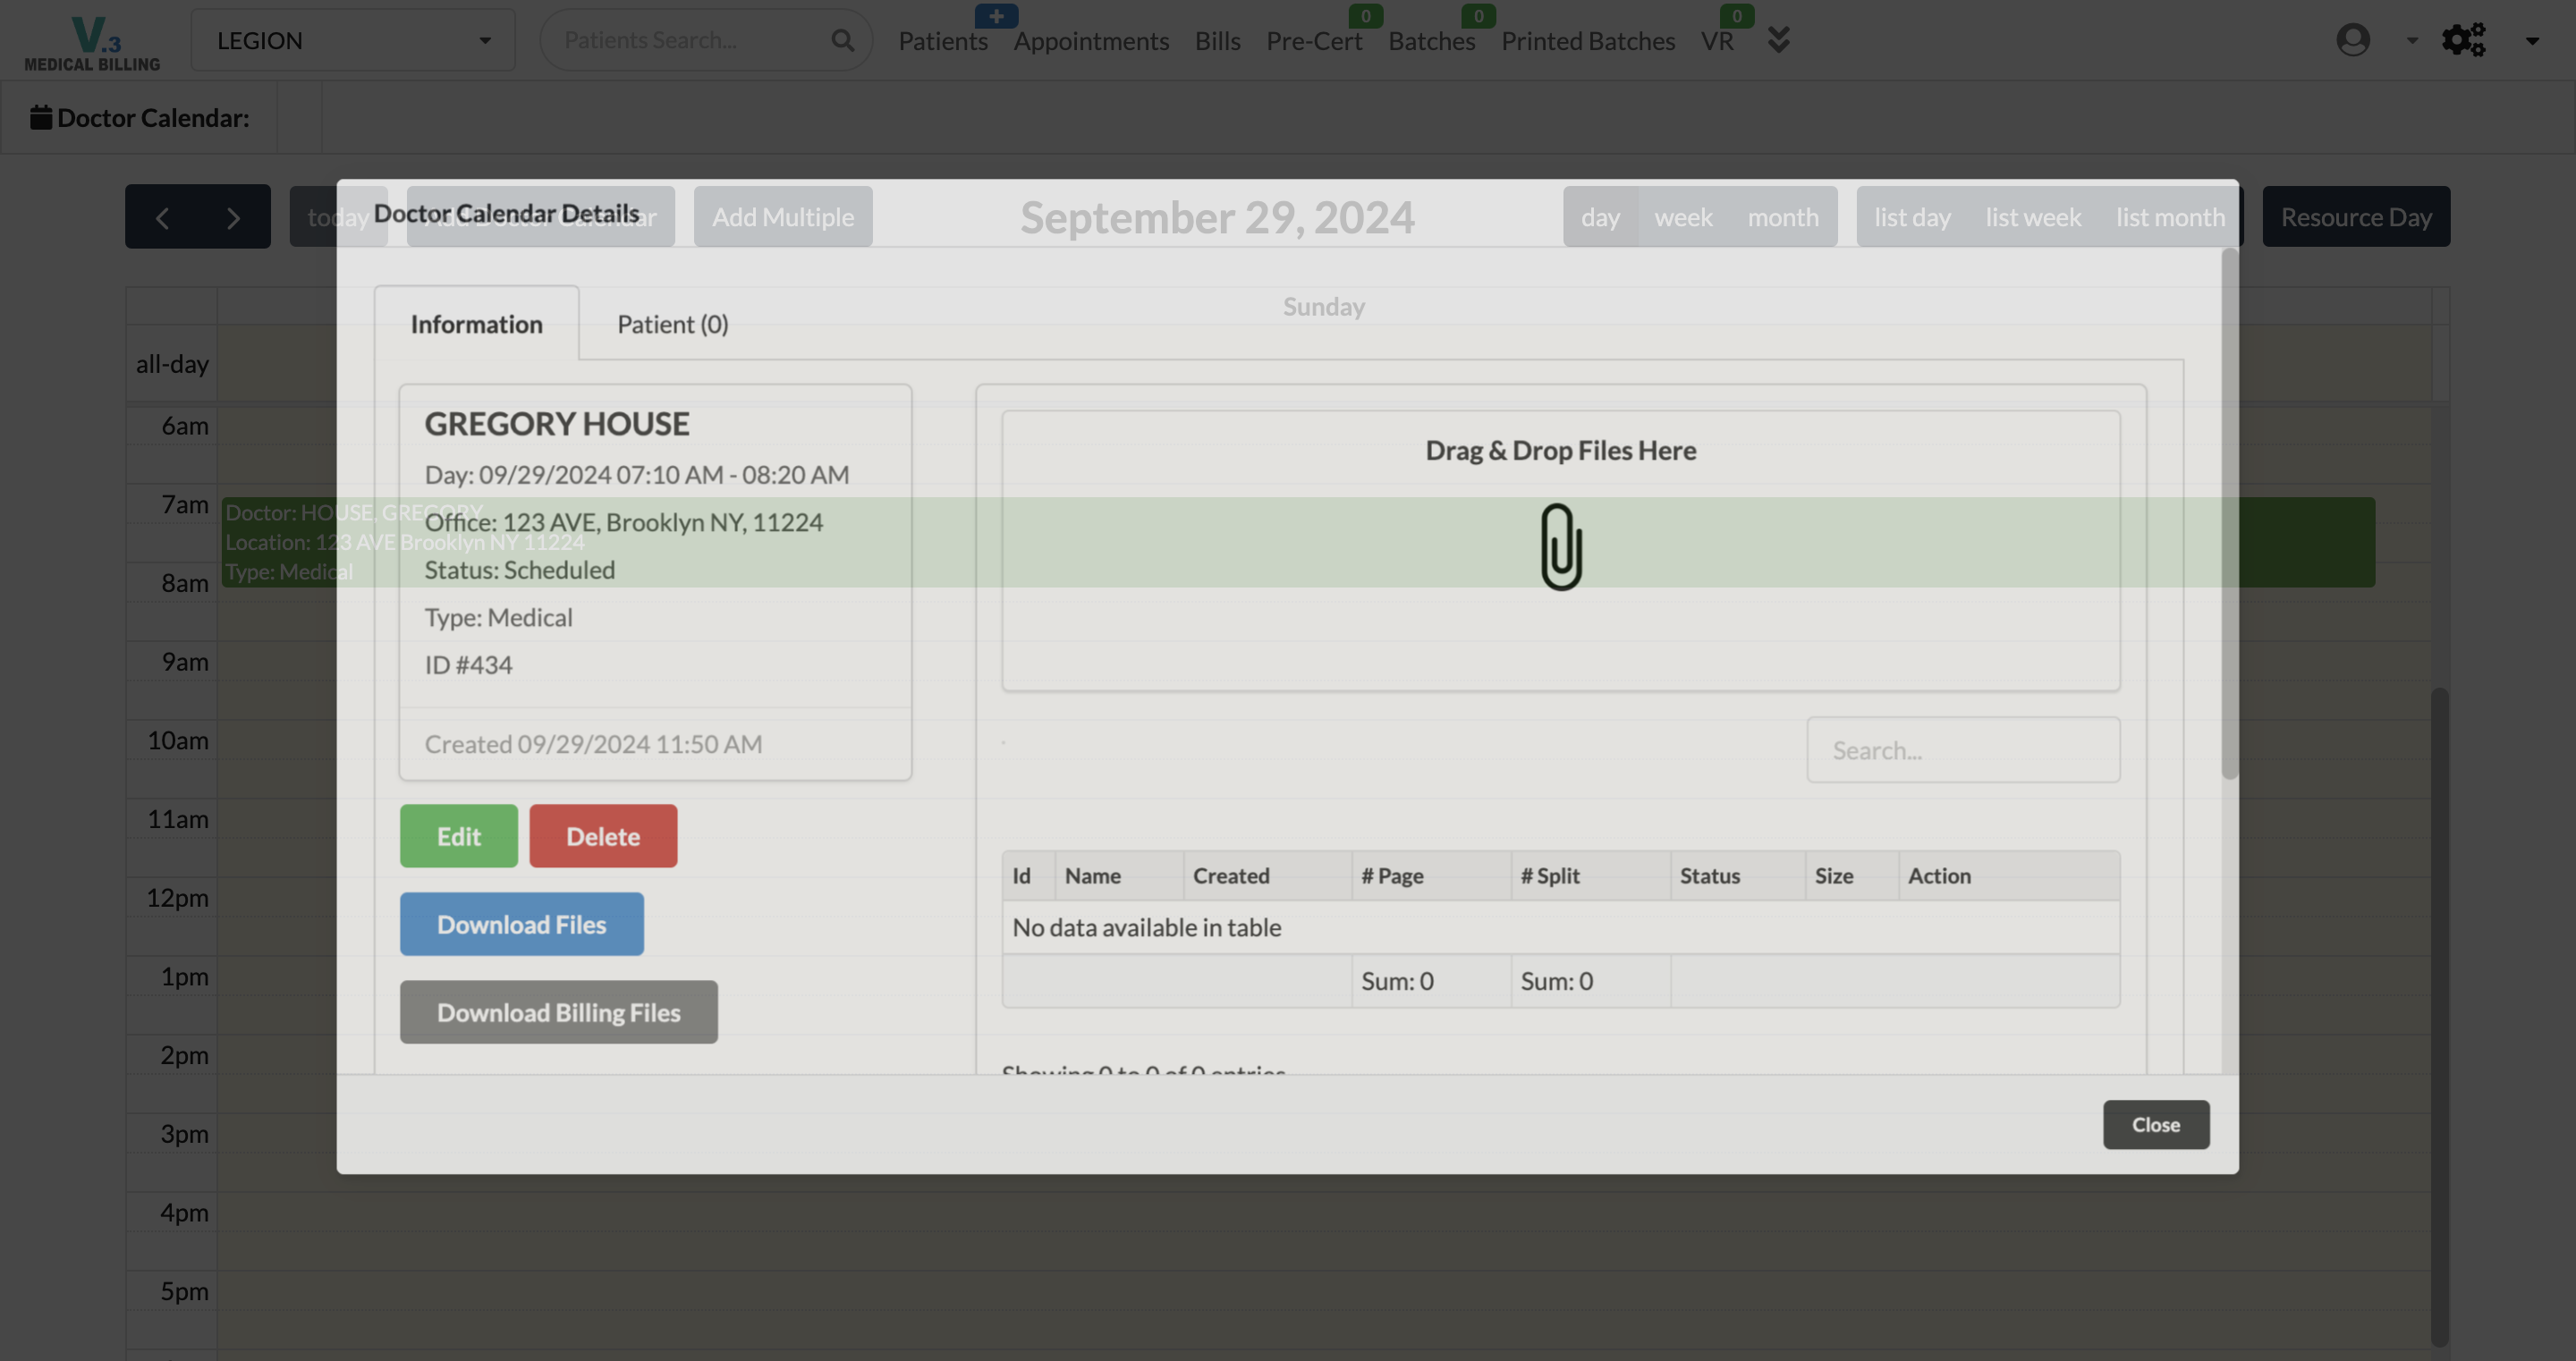 V.3
MEDICAL BILLING
LEGION
Patients Search...
Patients
Appointments
Bills
Pre-Cert
0
Batches
0
Printed Batches
VR
0
Doctor Calendar:
today
Add Doctor Calendar
Add Multiple
September 29, 2024
day
week
month
list day
list week
list month
Resource Day
Doctor Calendar Details
Sunday
Information
Patient (0)
all-day
6am
7am
8am
9am
10am
11am
12pm
1pm
2pm
3pm
4pm
5pm
Doctor: HOUSE, GREGORY
Location: 123 AVE Brooklyn NY 11224
Type: Medical
GREGORY HOUSE
Day: 09/29/2024 07:10 AM - 08:20 AM
Office: 123 AVE, Brooklyn NY, 11224
Status: Scheduled
Type: Medical
ID #434
Created 09/29/2024 11:50 AM
Edit
Delete
Download Files
Download Billing Files
Drag & Drop Files Here
Search...
Id Name Created # Page # Split Status Size Action
No data available in table
Sum: 0 Sum: 0
Showing 0 to 0 of 0 entries
Close